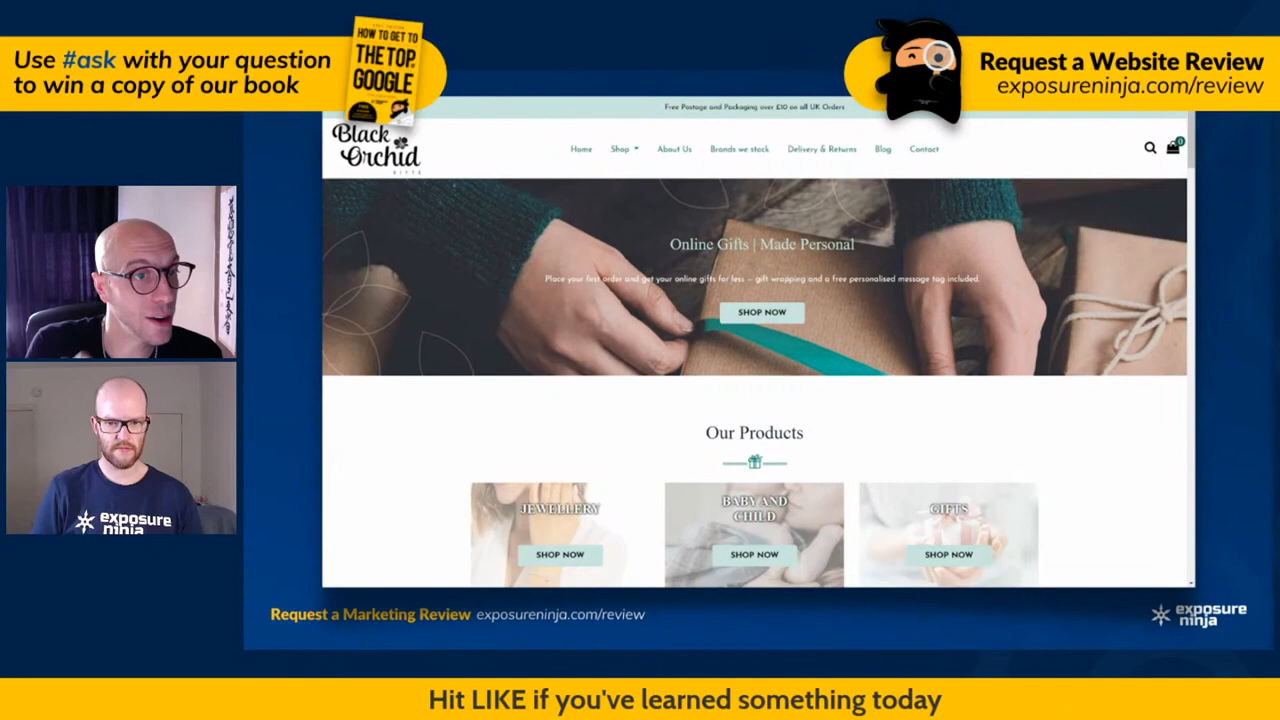 Use #ask with your question
to win a copy of our book
HOW TO GET TO
THE TOP
GOOGLE
Request a Website Review
exposureninja.com/review
Free Postage and Packaging over £10 on all UK Orders
Black
Orchid
GIFTS
Home Shop About Us Brands we stock Delivery & Returns Blog Contact
0
Online Gifts | Made Personal
Place your first order and get your online gifts for less – gift wrapping and a free personalised message tag included.
SHOP NOW
Our Products
JEWELLERY
BABY AND
CHILD
GIFTS
SHOP NOW
SHOP NOW
SHOP NOW
exposure
ninja
Request a Marketing Review exposureninja.com/review
exposure
ninja
Hit LIKE if you've learned something today